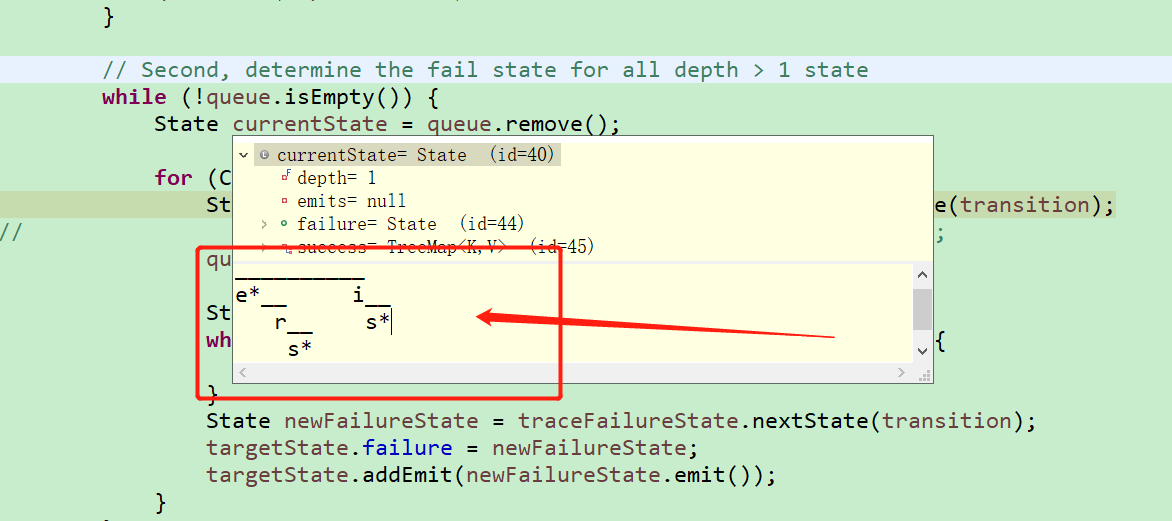 }
// Second, determine the fail state for all depth > 1 state
while (!queue.isEmpty()) {
State currentState = queue.remove();
currentState= State (id=40)
for (C
depth= 1
St
e(transition);
emits= null
failure= State (id=44)
//
;
success= TreeMap<K,V> (id=45)
qu
__________
e*__     i__
St
r__    s*
wh
{
s*
}
State newFailureState = traceFailureState.nextState(transition);
targetState.failure = newFailureState;
targetState.addEmit(newFailureState.emit());
}